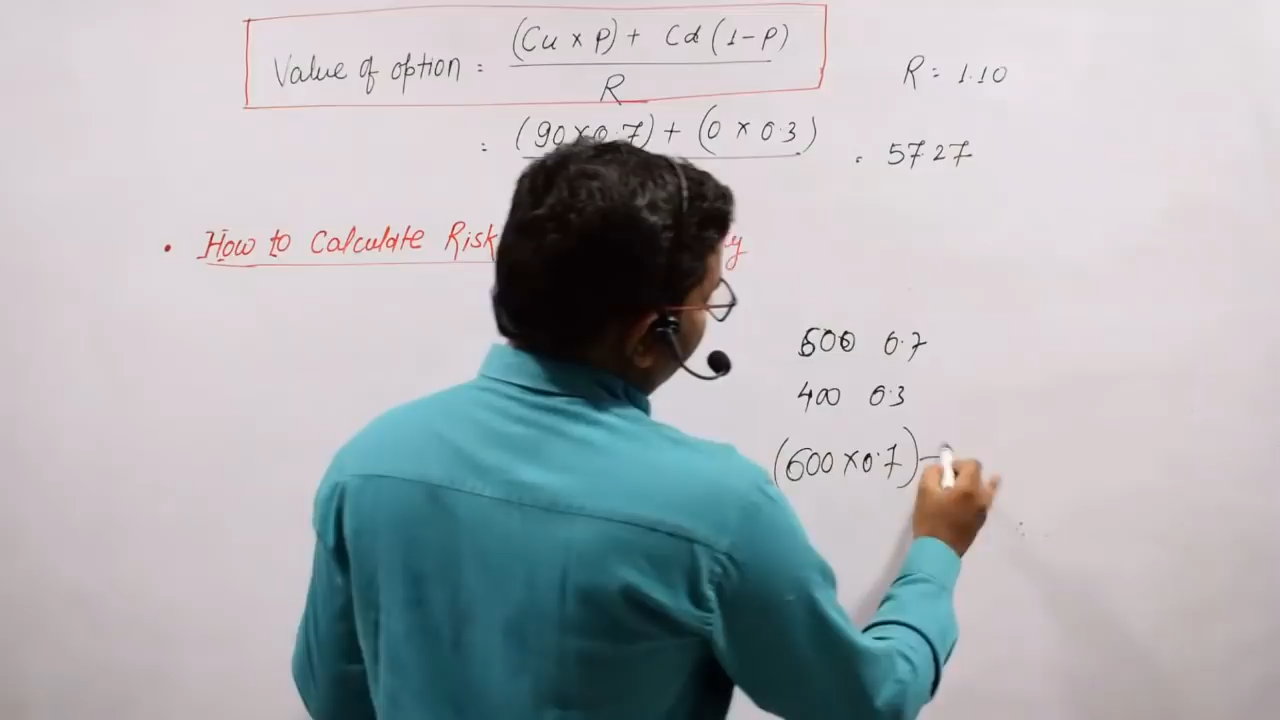 (Cu x P) + Cd (1-P)
Value of option =
R
R = 1.10
= (90 x 0.7) + (0 x 0.3)
= 57.27
• How to Calculate Risk
600 0.7
400 0.3
(600 x 0.7)